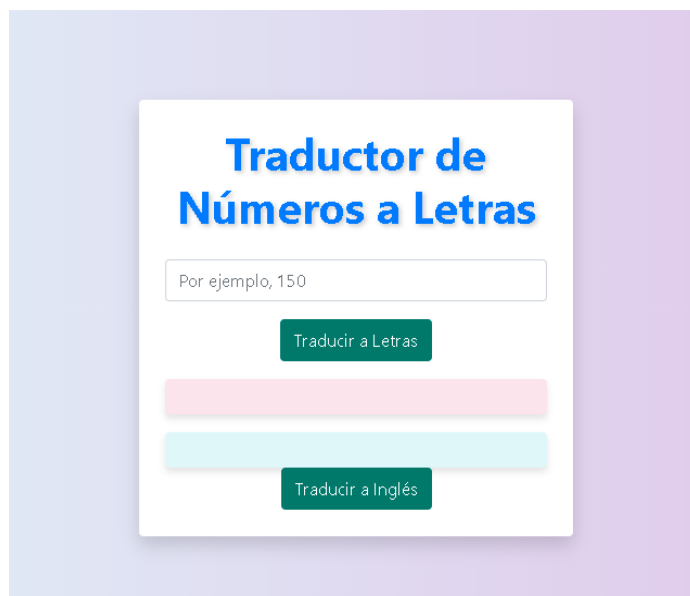 Traductor de
Números a Letras
Por ejemplo, 150
Traducir a Letras
Traducir a Inglés